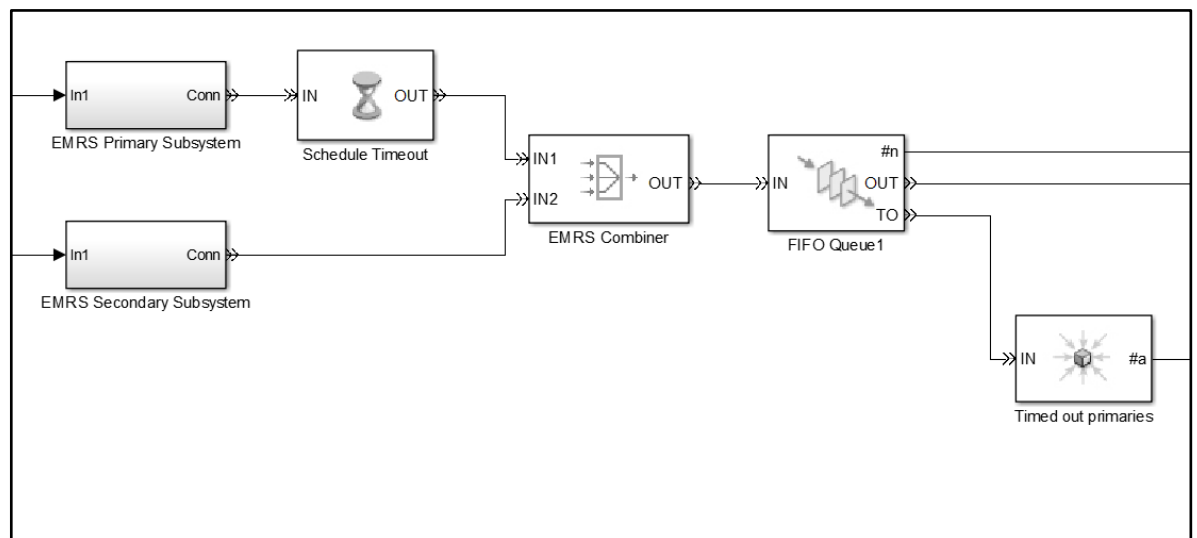 In1
Conn
EMRS Primary Subsystem
IN
OUT
Schedule Timeout
IN1
IN2
OUT
EMRS Combiner
IN
#n
OUT
TO
FIFO Queue1
In1
Conn
EMRS Secondary Subsystem
IN
#a
Timed out primaries